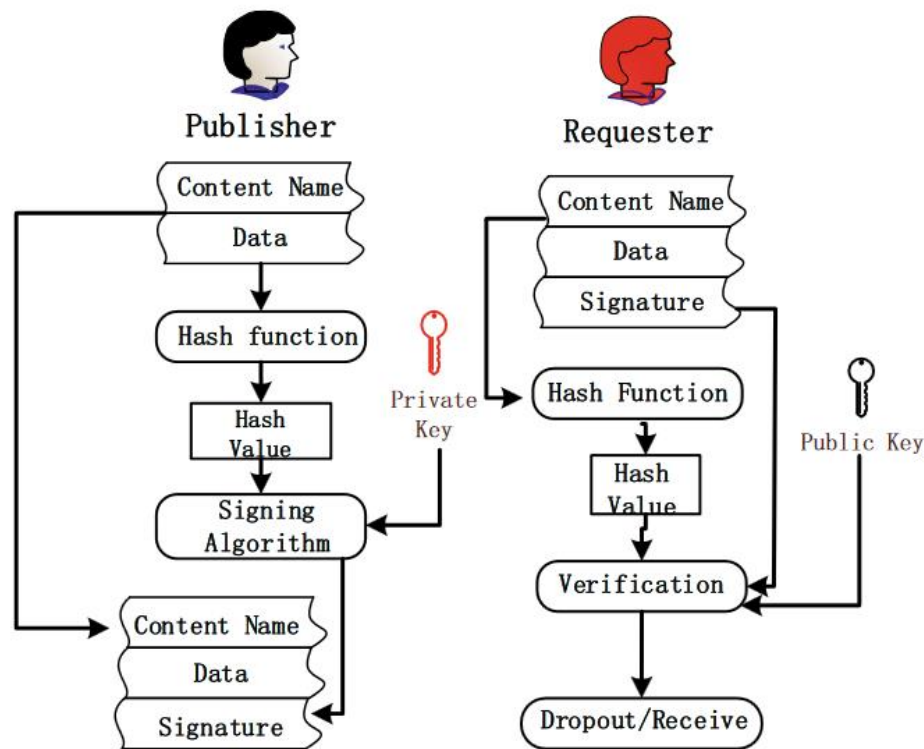 Publisher
Content Name
Data
Hash function
Hash
Value
Private
Key
Signing
Algorithm
Content Name
Data
Signature
Requester
Content Name
Data
Signature
Hash Function
Hash
Value
Public Key
Verification
Dropout/Receive